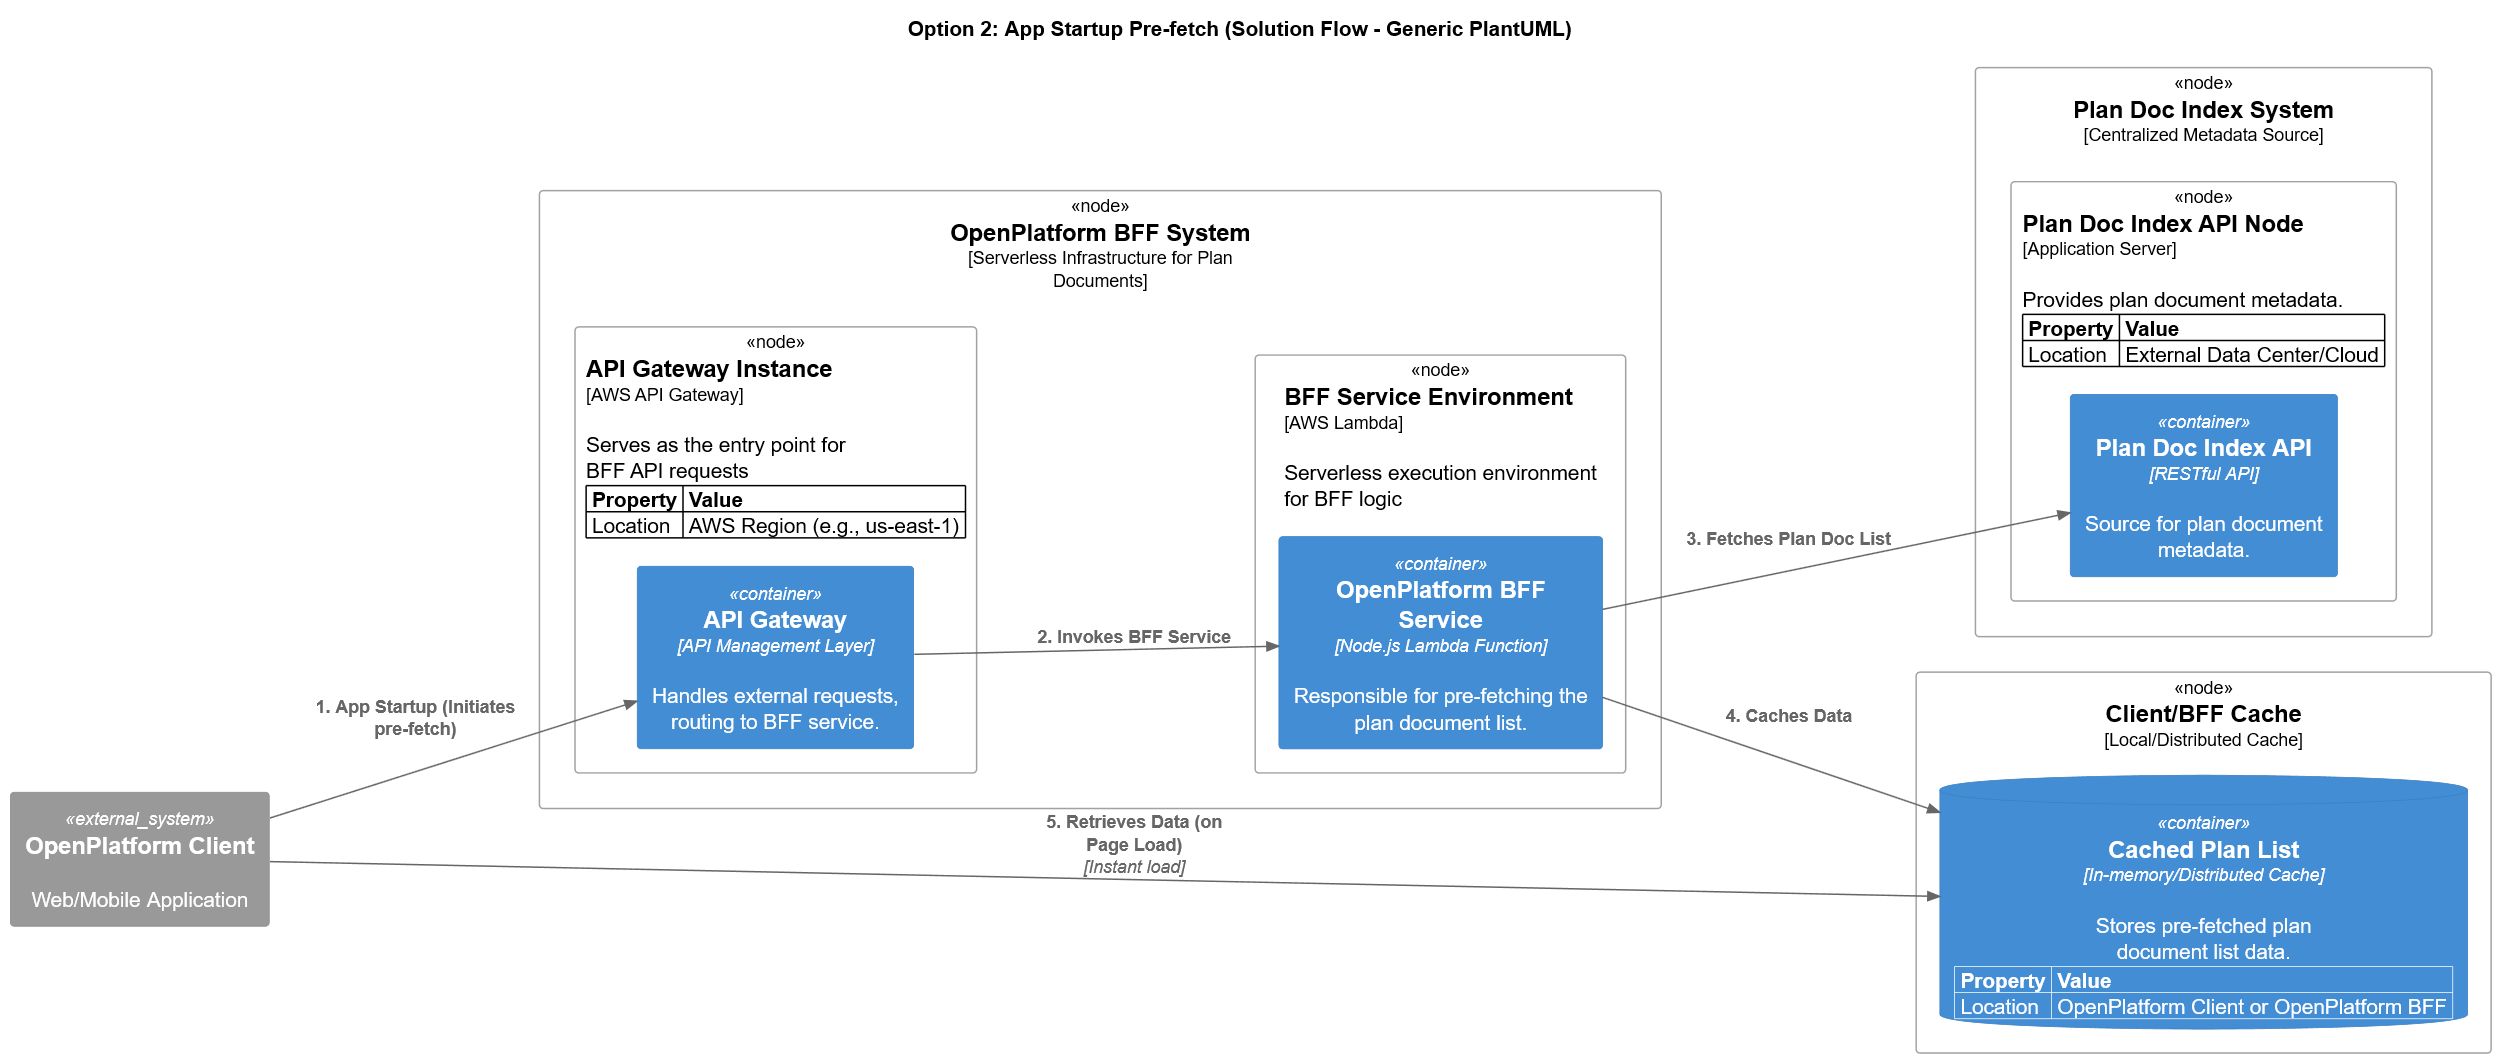 Option 2: App Startup Pre-fetch (Solution Flow - Generic PlantUML)
«node»
Plan Doc Index System
[Centralized Metadata Source]
«node»
Plan Doc Index API Node
[Application Server]
Provides plan document metadata.
Property Value
Location External Data Center/Cloud
«container»
Plan Doc Index API
[RESTful API]
Source for plan document
metadata.
«node»
OpenPlatform BFF System
[Serverless Infrastructure for Plan
Documents]
«node»
API Gateway Instance
[AWS API Gateway]
Serves as the entry point for
BFF API requests
Property Value
Location AWS Region (e.g., us-east-1)
«container»
API Gateway
[API Management Layer]
Handles external requests,
routing to BFF service.
«node»
BFF Service Environment
[AWS Lambda]
Serverless execution environment
for BFF logic
«container»
OpenPlatform BFF
Service
[Node.js Lambda Function]
Responsible for pre-fetching the
plan document list.
1. App Startup (Initiates
pre-fetch)
2. Invokes BFF Service
3. Fetches Plan Doc List
4. Caches Data
5. Retrieves Data (on
Page Load)
[Instant load]
«external_system»
OpenPlatform Client
Web/Mobile Application
«node»
Client/BFF Cache
[Local/Distributed Cache]
«container»
Cached Plan List
[In-memory/Distributed Cache]
Stores pre-fetched plan
document list data.
Property Value
Location OpenPlatform Client or OpenPlatform BFF